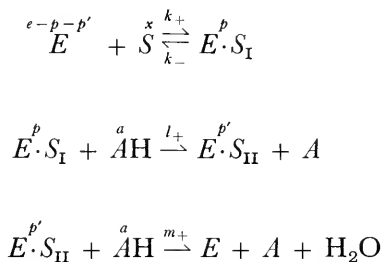 e-p-p' x k₊ p
E + S ⇌ E·S_I
k₋
p a l₊ p'
E·S_I + AH → E·S_II + A
p' a m₊
E·S_II + AH → E + A + H₂O